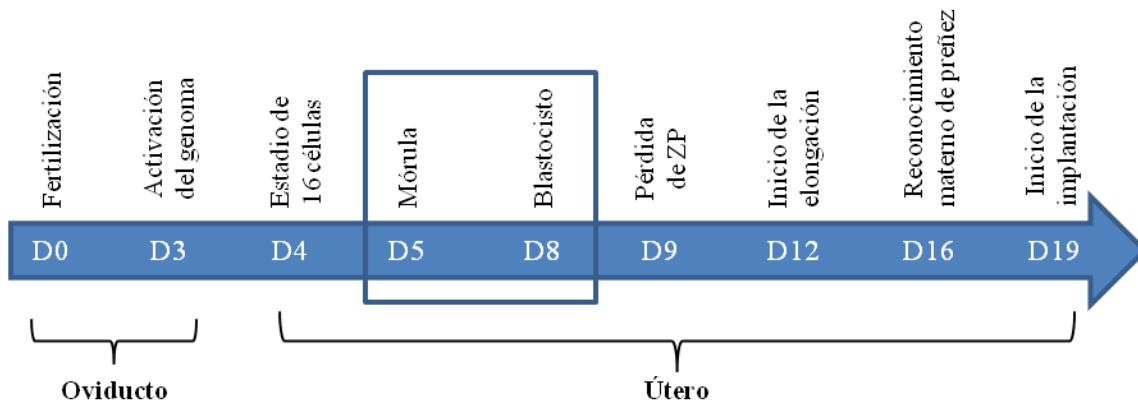 Fertilización
Activación
del genoma
Estadio de
16 células
Mórula
Blastocisto
Pérdida
de ZP
Inicio de la
elongación
Reconocimiento
materno de preñez
Inicio de la
implantación
D0 D3 D4 D5 D8 D9 D12 D16 D19
Oviducto Útero